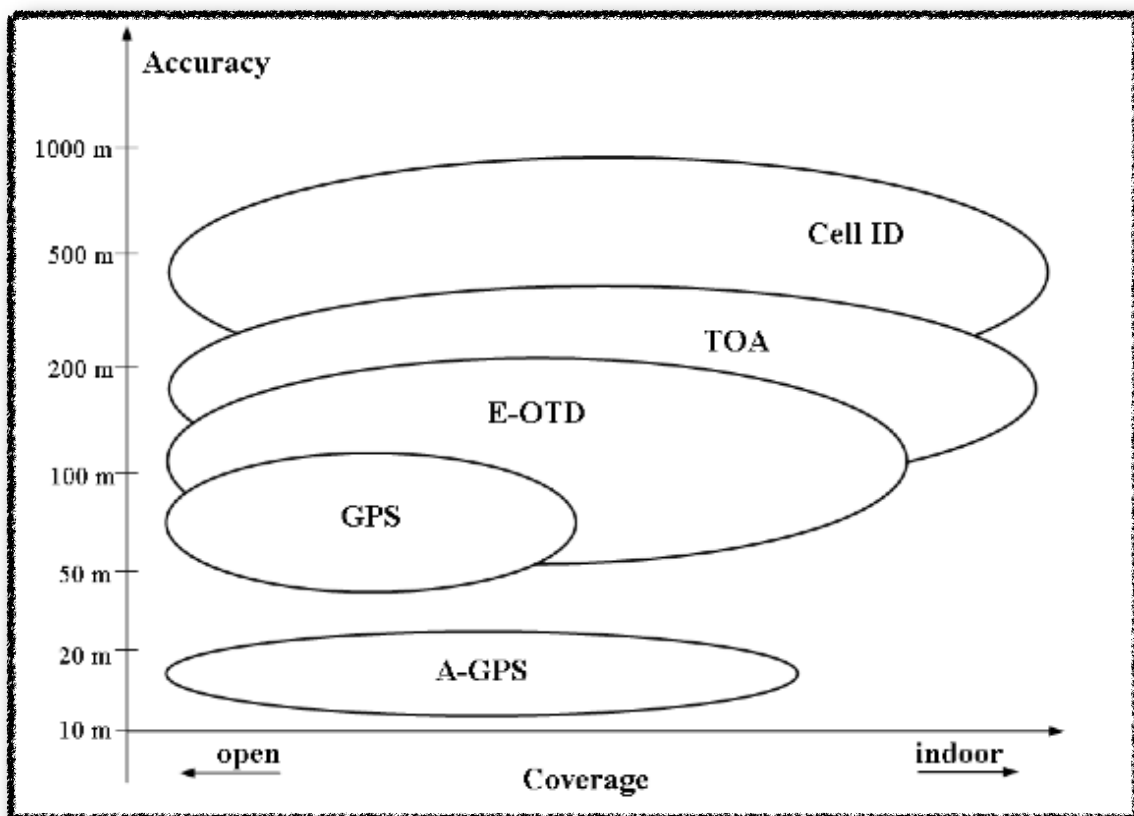 Accuracy
1000 m
Cell ID
500 m
TOA
200 m
E-OTD
100 m
GPS
50 m
20 m
A-GPS
10 m
open
indoor
Coverage